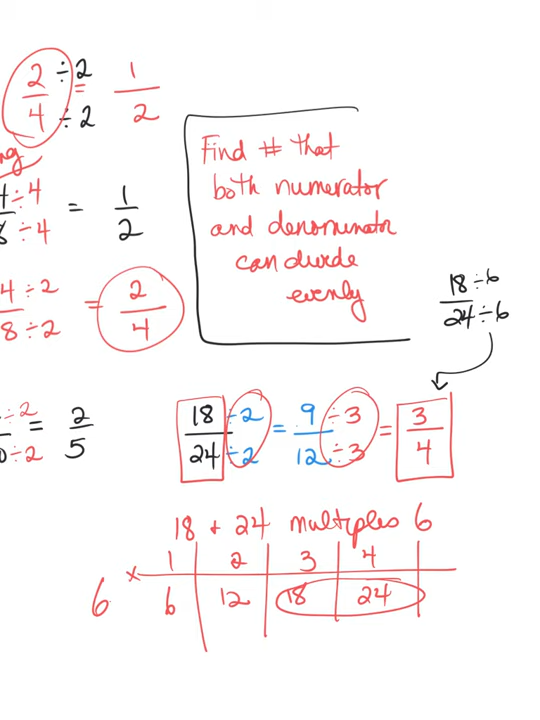 2 ÷2 = 1
4 ÷2 2
4 ÷4 = 1
8 ÷4 2
4 ÷2 = 2
8 ÷2 4
÷2 = 2
0 ÷2 5
Find # that
both numerator
and denominator
can divide
evenly
18 ÷6
24 ÷6
18 ÷2 = 9 ÷3 = 3
24 ÷2 12 ÷3 4
18 + 24 multiples 6
× 1 2 3 4
6 6 12 18 24